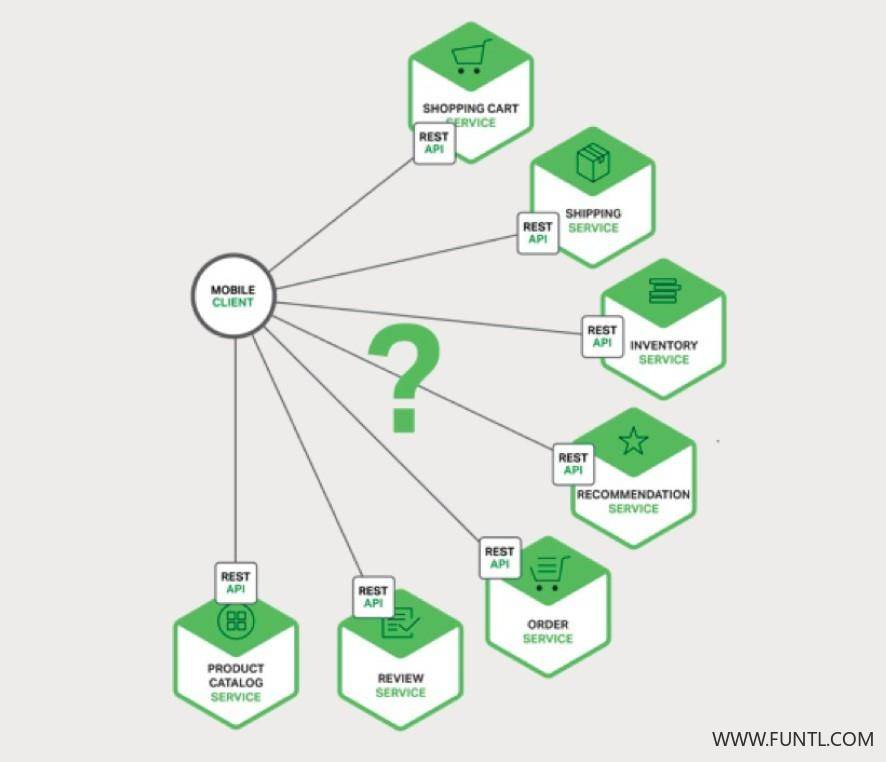 SHOPPING CART
SERVICE
REST
API
SHIPPING
SERVICE
REST
API
MOBILE
CLIENT
REST
API
INVENTORY
SERVICE
?
REST
API
RECOMMENDATION
SERVICE
REST
API
ORDER
SERVICE
REST
API
REVIEW
SERVICE
REST
API
PRODUCT
CATALOG
SERVICE
WWW.FUNTL.COM